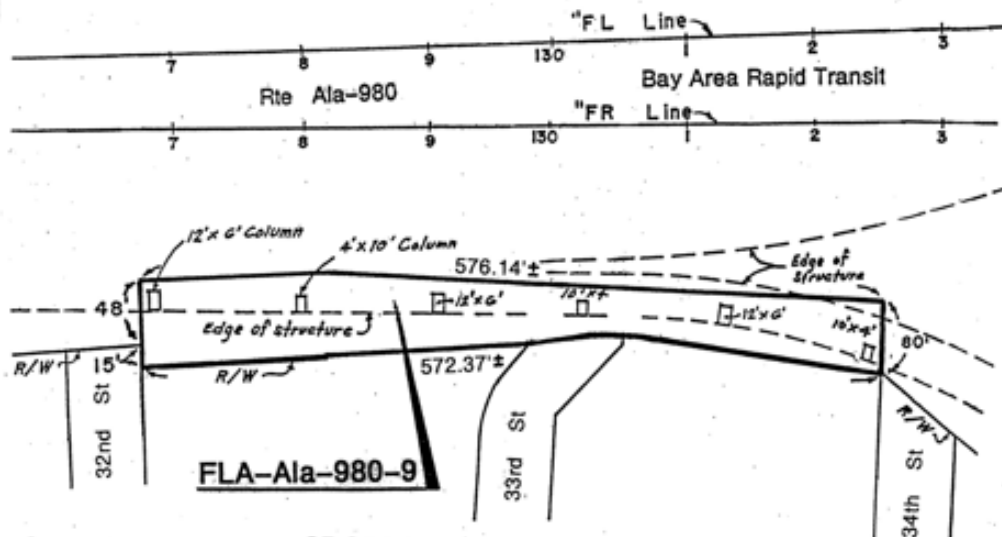 "FL Line
7 8 9 130 1 2 3
Rte Ala-980
Bay Area Rapid Transit
"FR Line
7 8 9 130 1 2 3
12'x 6' Column
4'x10' Column
576.14'±
Edge of
structure
48
12'x 6'
12'x 6'
Edge of structure
10'x 4'
80'
15'
R/W
R/W
572.37'±
R/W
32nd St
33rd St
34th St
FLA-Ala-980-9